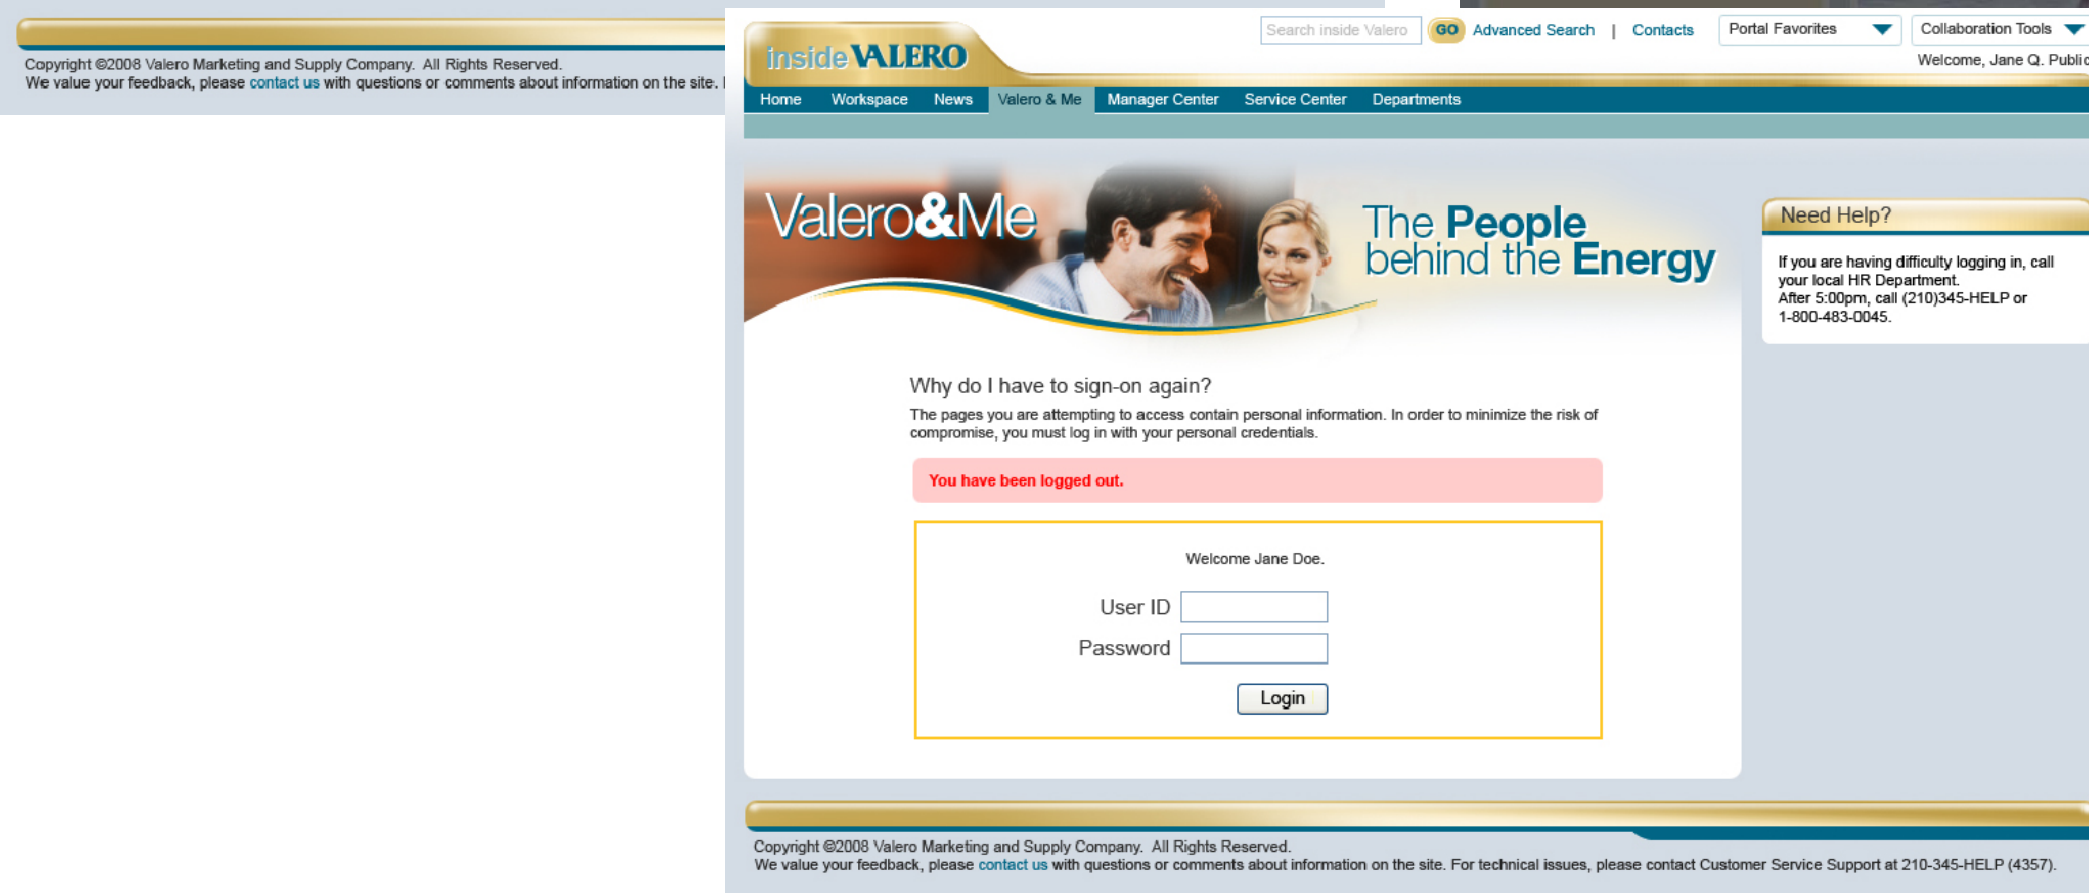 Copyright ©2008 Valero Marketing and Supply Company. All Rights Reserved.
We value your feedback, please contact us with questions or comments about information on the site.
inside VALERO
Search inside Valero GO Advanced Search | Contacts Portal Favorites Collaboration Tools
Welcome, Jane Q. Public
Home Workspace News Valero & Me Manager Center Service Center Departments
Valero&Me
The People
behind the Energy
Need Help?
If you are having difficulty logging in, call
your local HR Department.
After 5:00pm, call (210)345-HELP or
1-800-483-0045.
Why do I have to sign-on again?
The pages you are attempting to access contain personal information. In order to minimize the risk of
compromise, you must log in with your personal credentials.
You have been logged out.
Welcome Jane Doe.
User ID
Password
Login
Copyright ©2008 Valero Marketing and Supply Company. All Rights Reserved.
We value your feedback, please contact us with questions or comments about information on the site. For technical issues, please contact Customer Service Support at 210-345-HELP (4357).